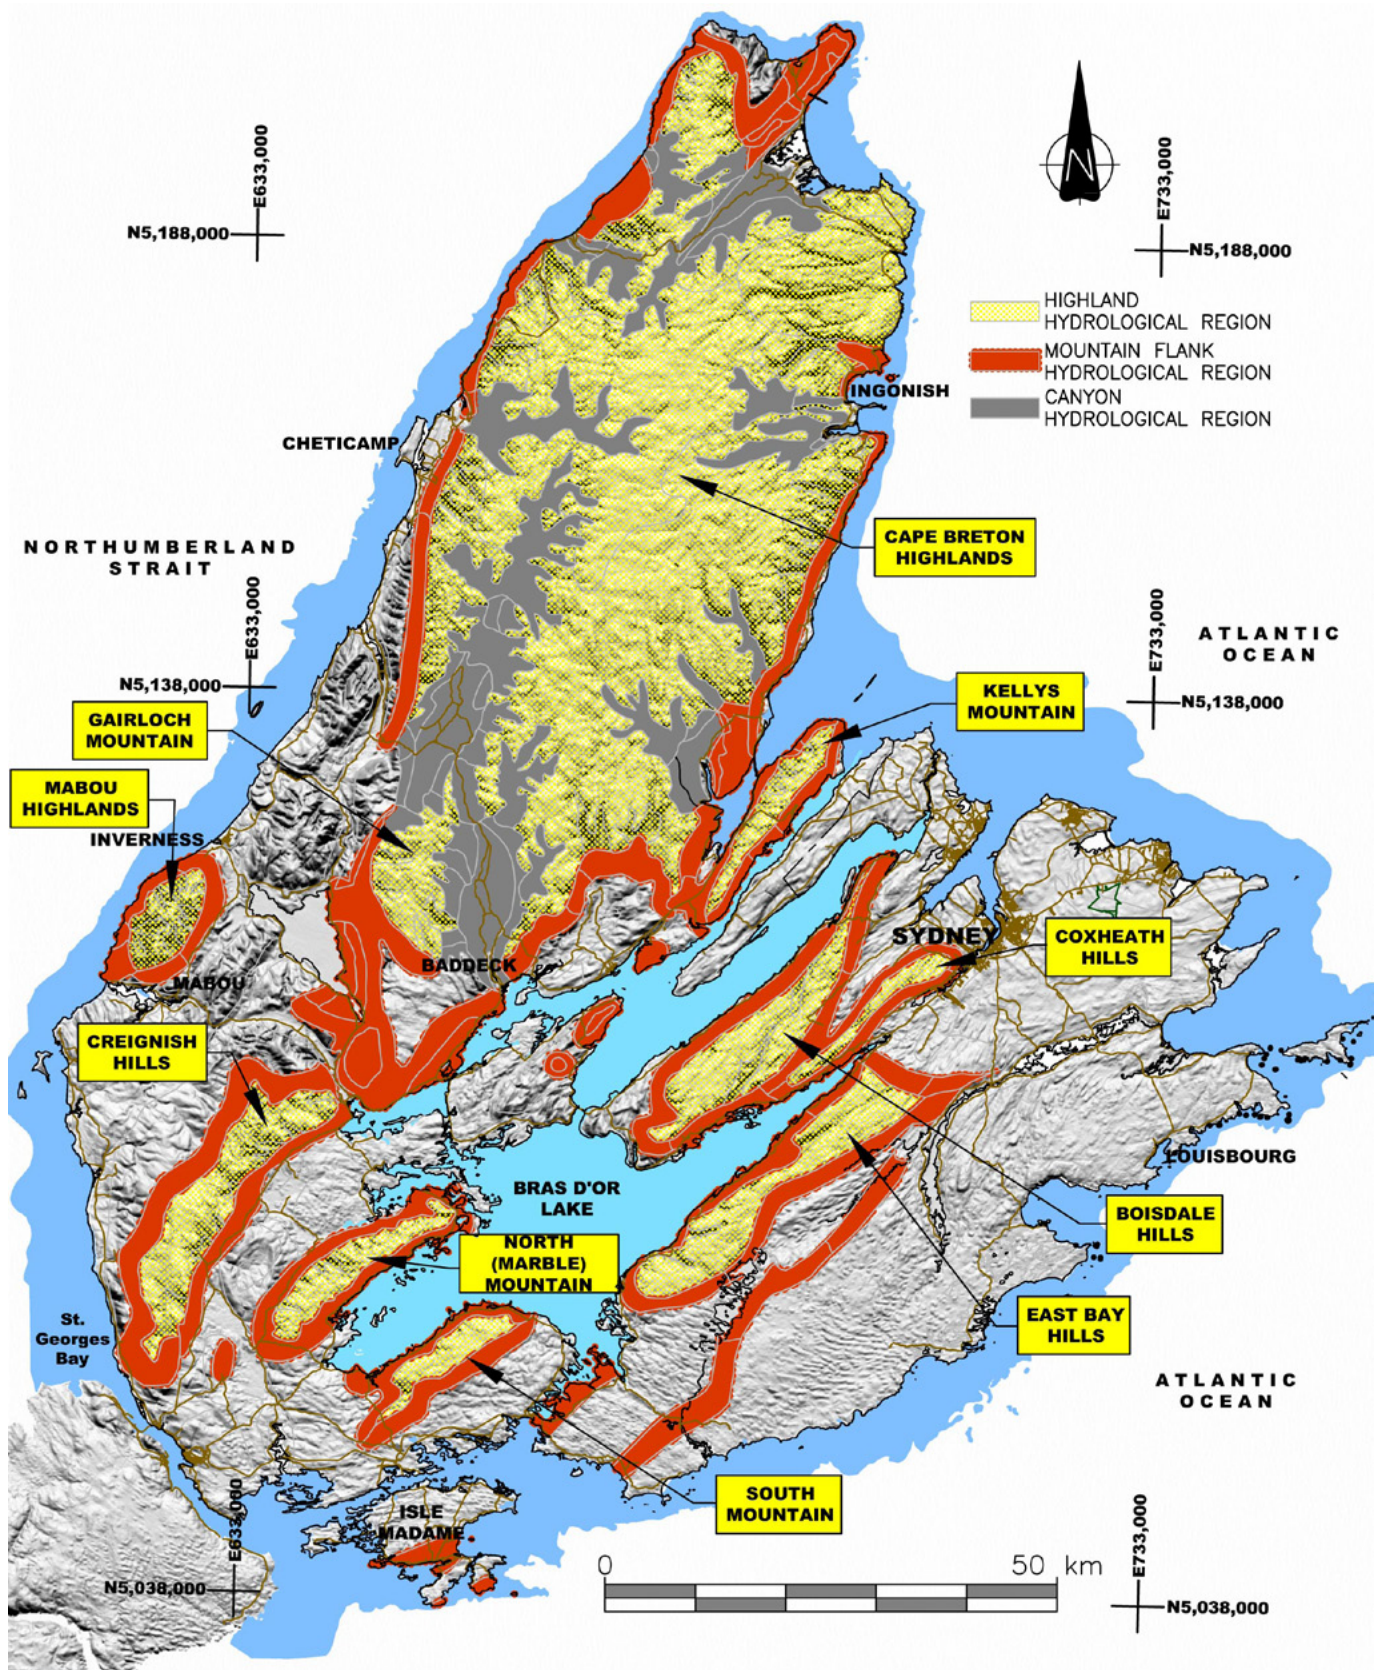 E633,000
N5,188,000
N
E733,000
N5,188,000
HIGHLAND
HYDROLOGICAL REGION
MOUNTAIN FLANK
HYDROLOGICAL REGION
CANYON
HYDROLOGICAL REGION
INGONISH
CHETICAMP
CAPE BRETON
HIGHLANDS
NORTHUMBERLAND
STRAIT
E633,000
N5,138,000
E733,000
N5,138,000
ATLANTIC
OCEAN
KELLYS
MOUNTAIN
GAIRLOCH
MOUNTAIN
MABOU
HIGHLANDS
INVERNESS
SYDNEY
COXHEATH
HILLS
BADDECK
MABOU
CREIGNISH
HILLS
LOUISBOURG
BRAS D'OR
LAKE
BOISDALE
HILLS
NORTH
(MARBLE)
MOUNTAIN
EAST BAY
HILLS
St.
Georges
Bay
ATLANTIC
OCEAN
SOUTH
MOUNTAIN
ISLE
MADAME
E633,000
N5,038,000
0 50 km
E733,000
N5,038,000